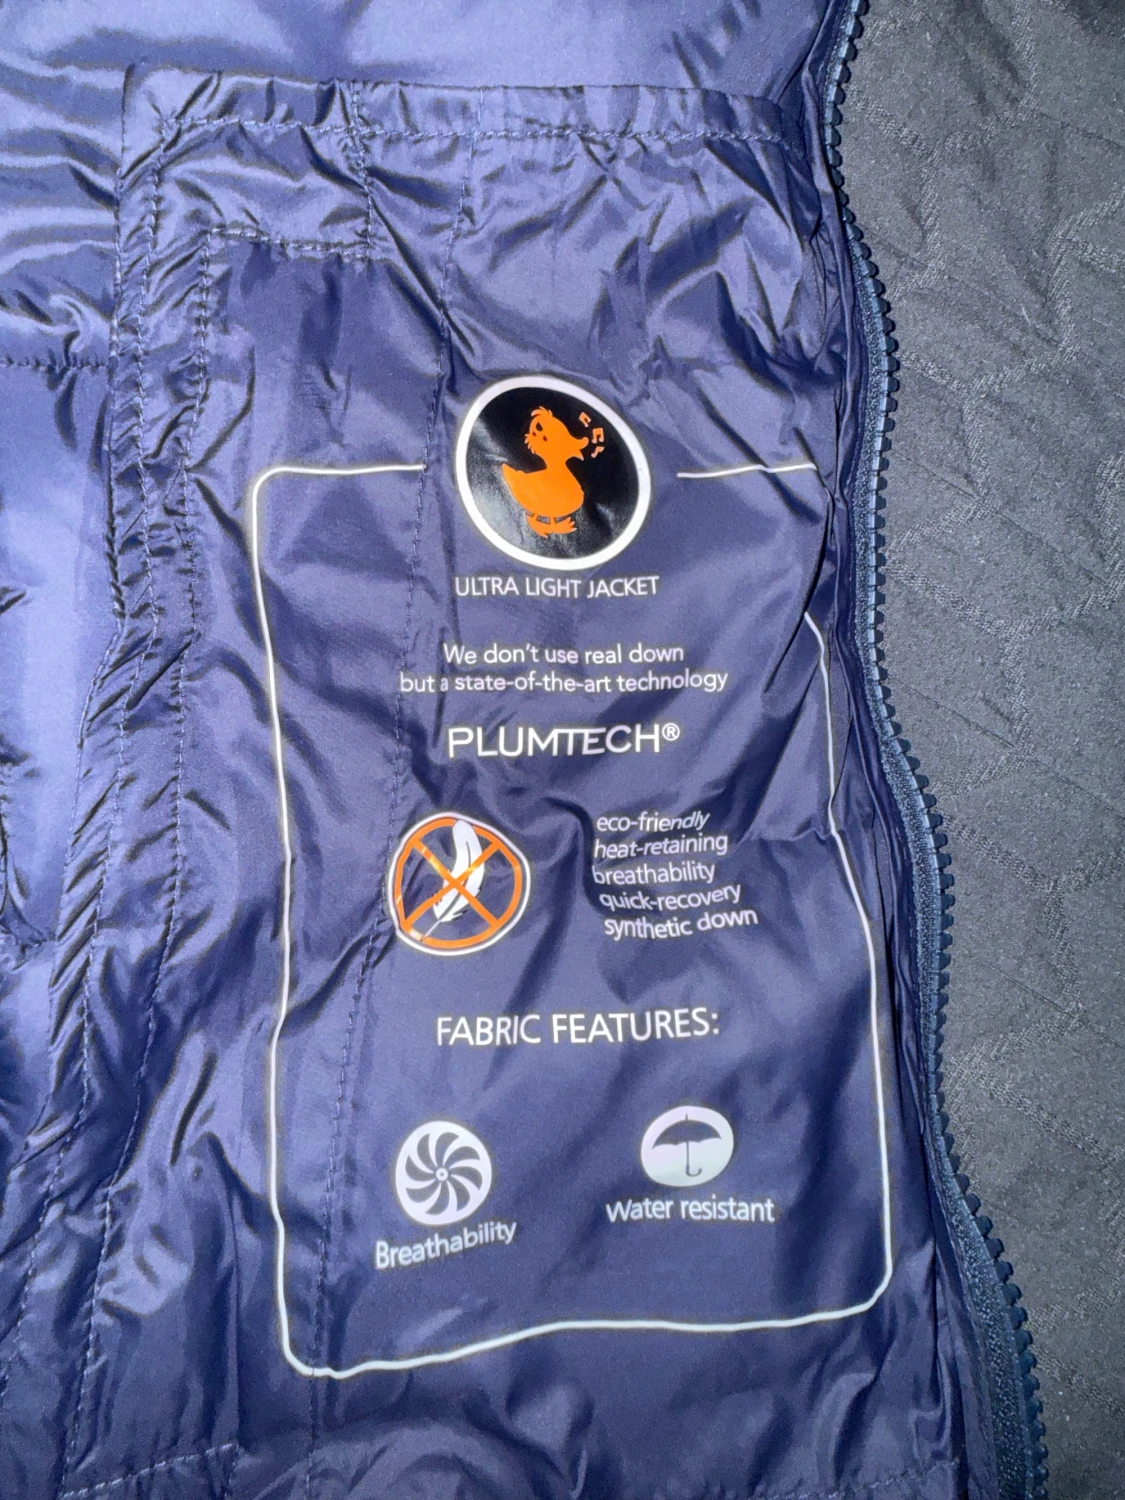 ULTRA LIGHT JACKET
We don't use real down
but a state-of-the-art technology
PLUMTECH®
eco-friendly
heat-retaining
breathability
quick-recovery
synthetic down
FABRIC FEATURES:
Breathability
Water resistant